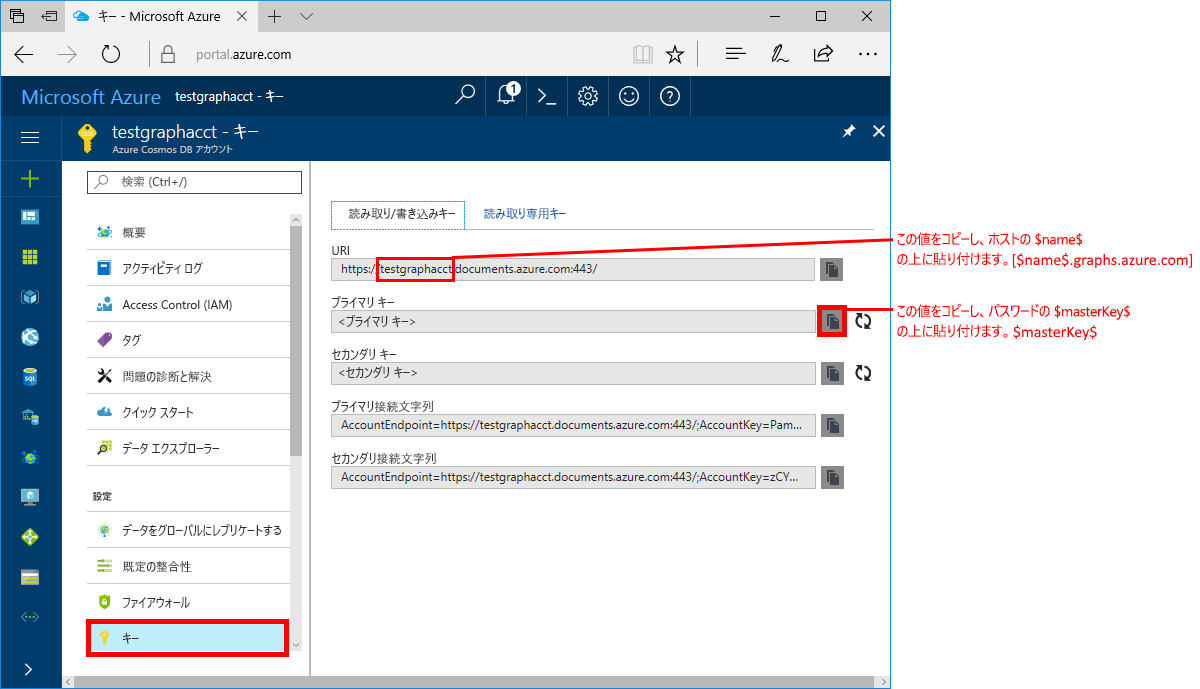 キー - Microsoft Azure
portal.azure.com
Microsoft Azure testgraphacct - キー
1
testgraphacct - キー
Azure Cosmos DB アカウント
検索 (Ctrl+/)
概要
アクティビティ ログ
Access Control (IAM)
タグ
問題の診断と解決
クイック スタート
データ エクスプローラー
設定
データをグローバルにレプリケートする
既定の整合性
ファイアウォール
キー
読み取り/書き込みキー 読み取り専用キー
URI
https://testgraphacct.documents.azure.com:443/
プライマリ キー
<プライマリ キー>
セカンダリ キー
<セカンダリ キー>
プライマリ接続文字列
AccountEndpoint=https://testgraphacct.documents.azure.com:443/;AccountKey=Pam...
セカンダリ接続文字列
AccountEndpoint=https://testgraphacct.documents.azure.com:443/;AccountKey=zCY...
この値をコピーし、ホストの $name$
の上に貼り付けます。[$name$.graphs.azure.com]
この値をコピーし、パスワードの $masterKey$
の上に貼り付けます。$masterKey$
SQL